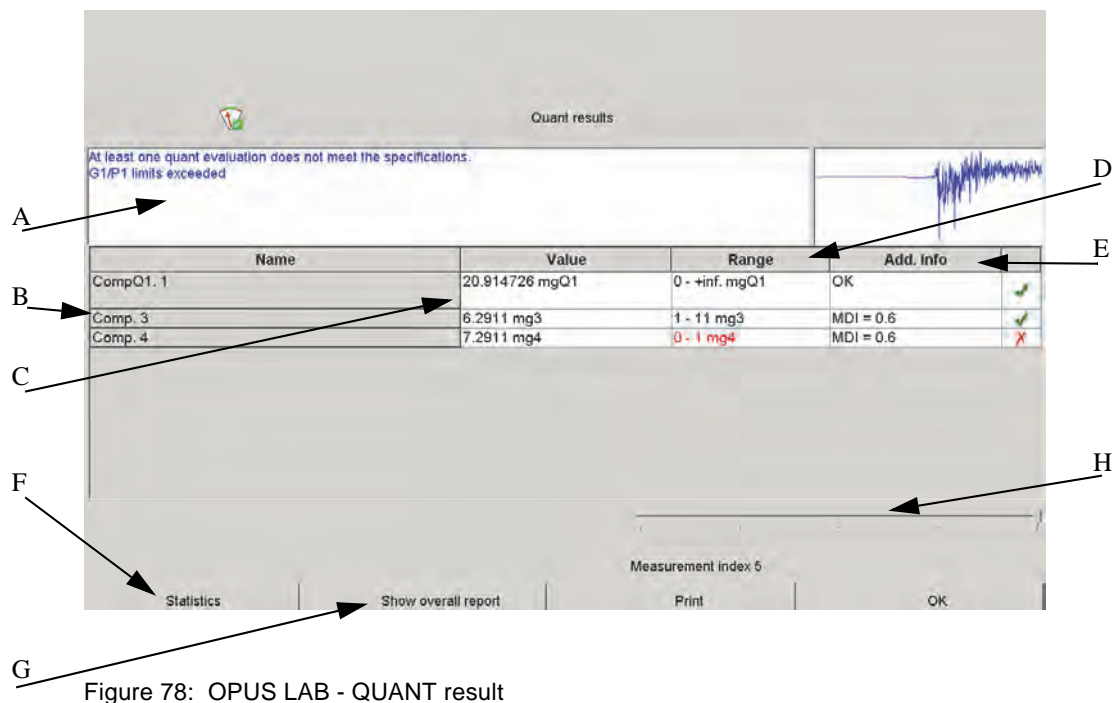 Quant results
At least one quant evaluation does not meet the specifications.
G1/P1 limits exceeded
D
A
Name Value Range Add. Info
E
CompQ1. 1 20.914726 mgQ1 0 - +inf. mgQ1 OK
B
Comp. 3 6.2911 mg3 1 - 11 mg3 MDI = 0.6
Comp. 4 7.2911 mg4 0 - 1 mg4 MDI = 0.6
C
H
F
Measurement index 5
Statistics Show overall report Print OK
G
Figure 78: OPUS LAB - QUANT result